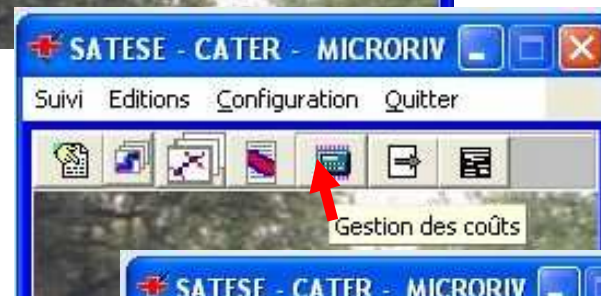 SATESE - CATER - MICRORIV
Suivi Editions Configuration Quitter
Gestion des coûts
SATESE - CATER - MICRORIV